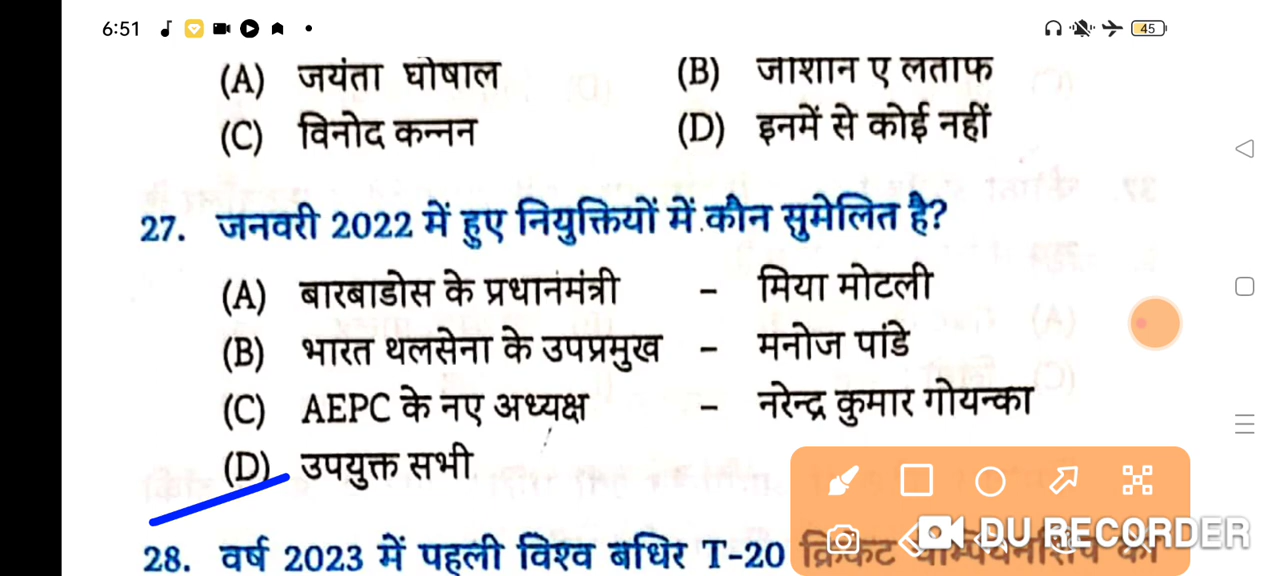 6:51 45
(A) जयंता घोषाल (B) जोशान ए लताफ
(C) विनोद कन्नन (D) इनमें से कोई नहीं
27. जनवरी 2022 में हुए नियुक्तियों में कौन सुमेलित है?
(A) बारबाडोस के प्रधानमंत्री – मिया मोटली
(B) भारत थलसेना के उपप्रमुख – मनोज पांडे
(C) AEPC के नए अध्यक्ष – नरेन्द्र कुमार गोयन्का
(D) उपयुक्त सभी
DU RECORDER
28. वर्ष 2023 में पहली विश्व बधिर T-20 क्रिकेट